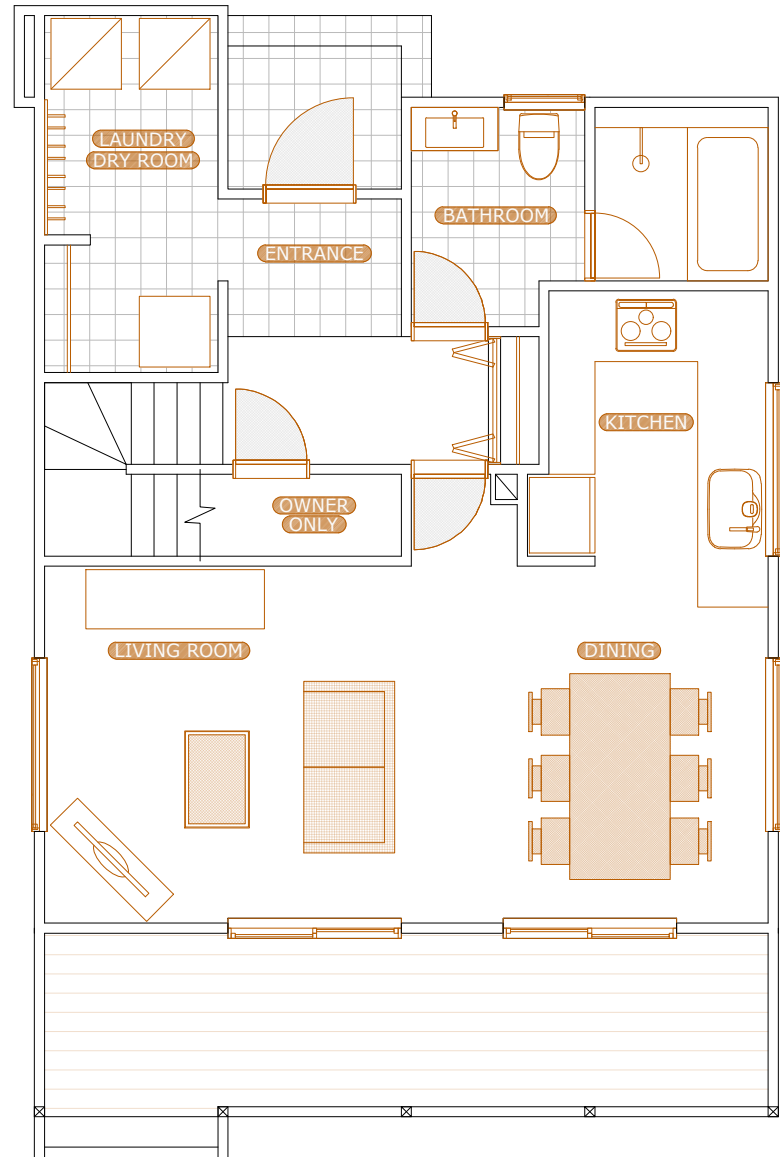 LAUNDRY
DRY ROOM
BATHROOM
ENTRANCE
KITCHEN
OWNER
ONLY
LIVING ROOM
DINING